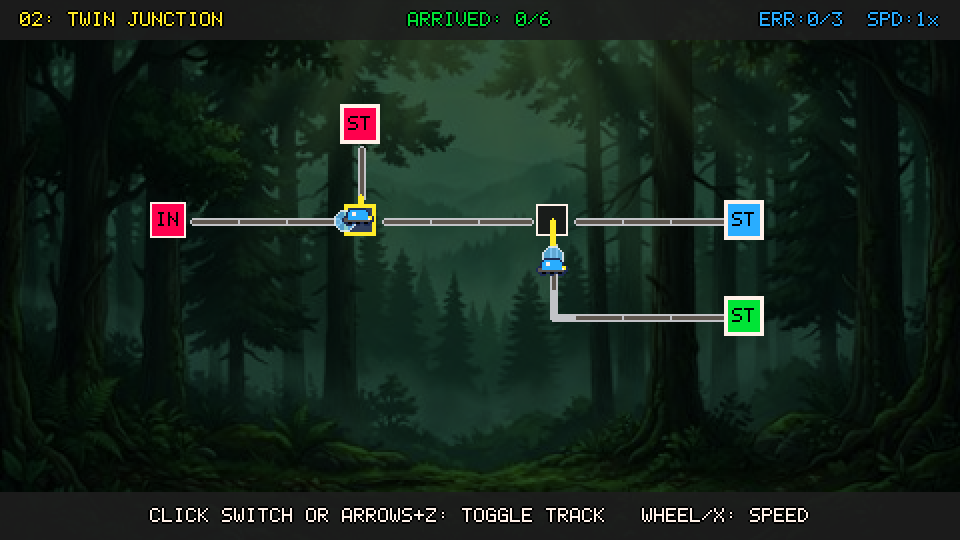 02: TWIN JUNCTION ARRIVED: 0/6 ERR:0/3 SPD:1x
ST
IN
ST
ST
CLICK SWITCH OR ARROWS+Z: TOGGLE TRACK WHEEL/X: SPEED